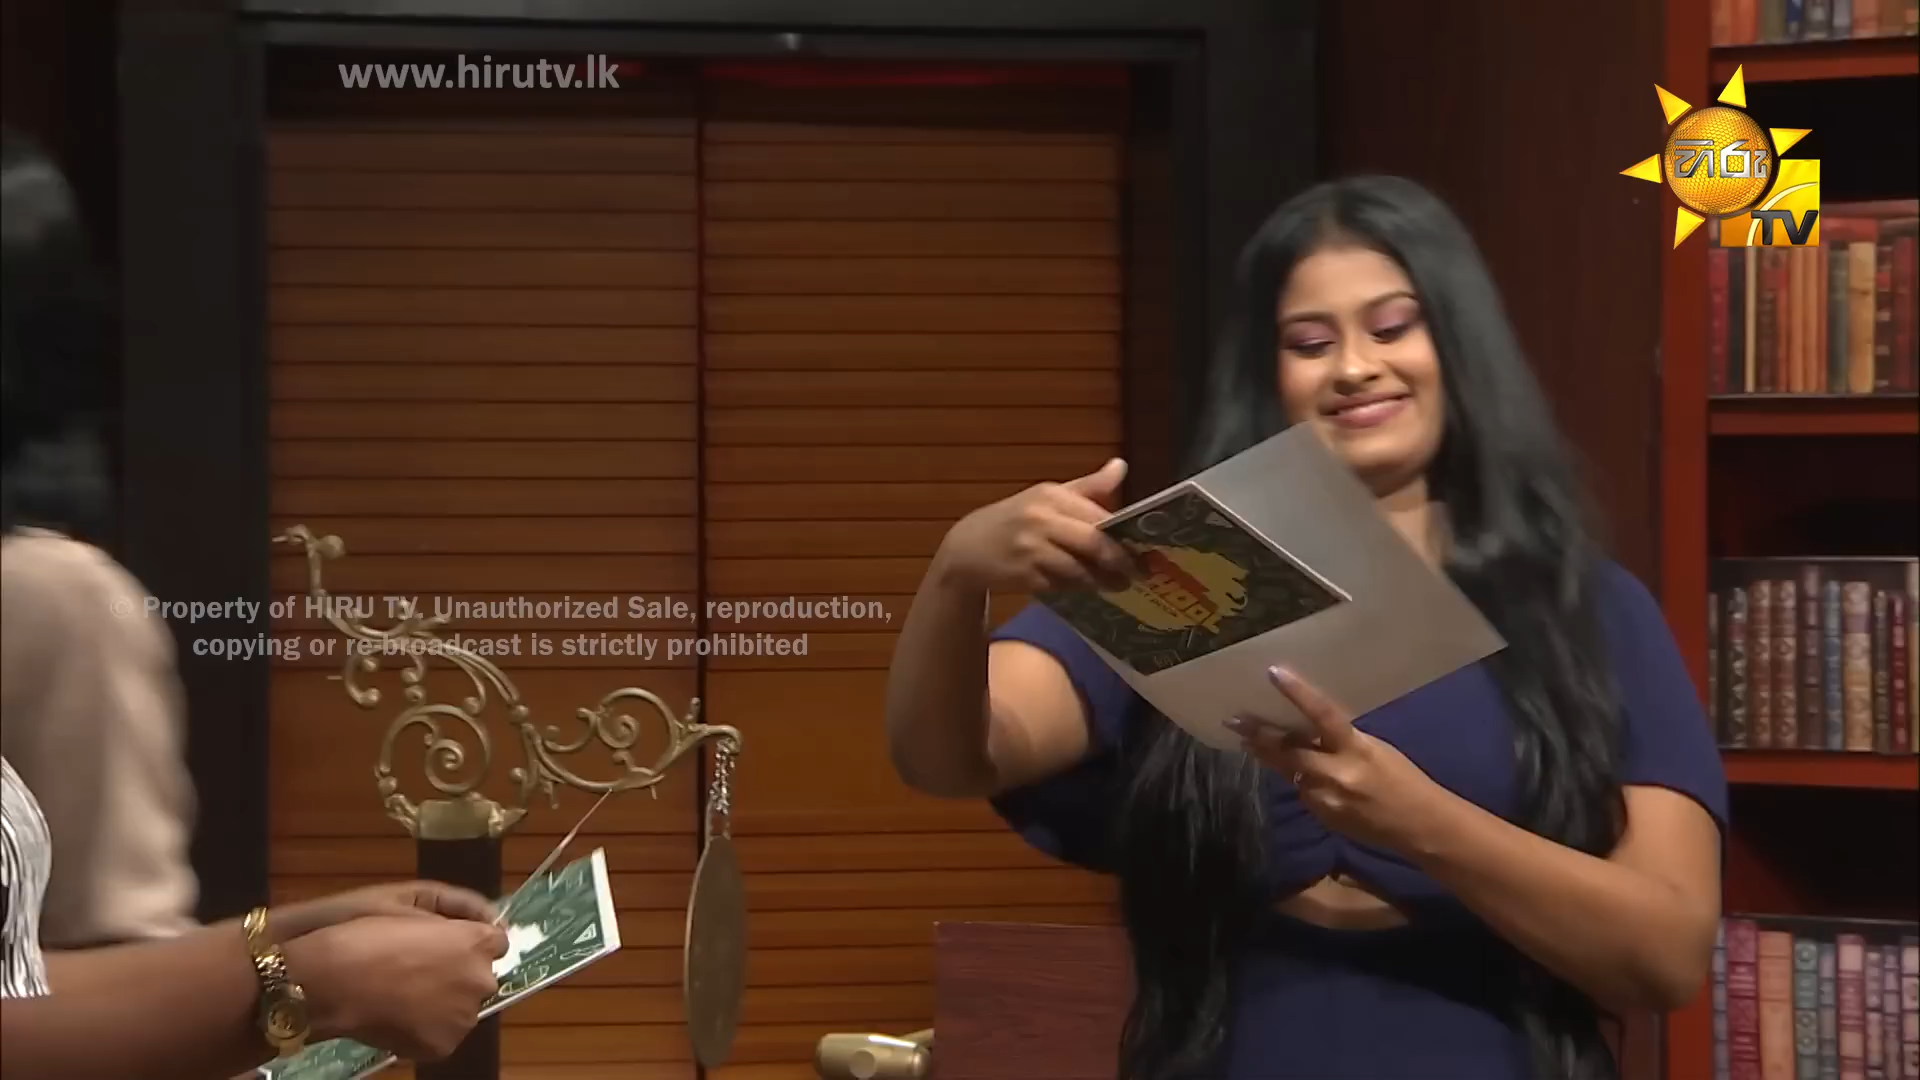 www.hirutv.lk
හිරු
TV
© Property of HIRU TV. Unauthorized Sale, reproduction,
copying or re-broadcast is strictly prohibited